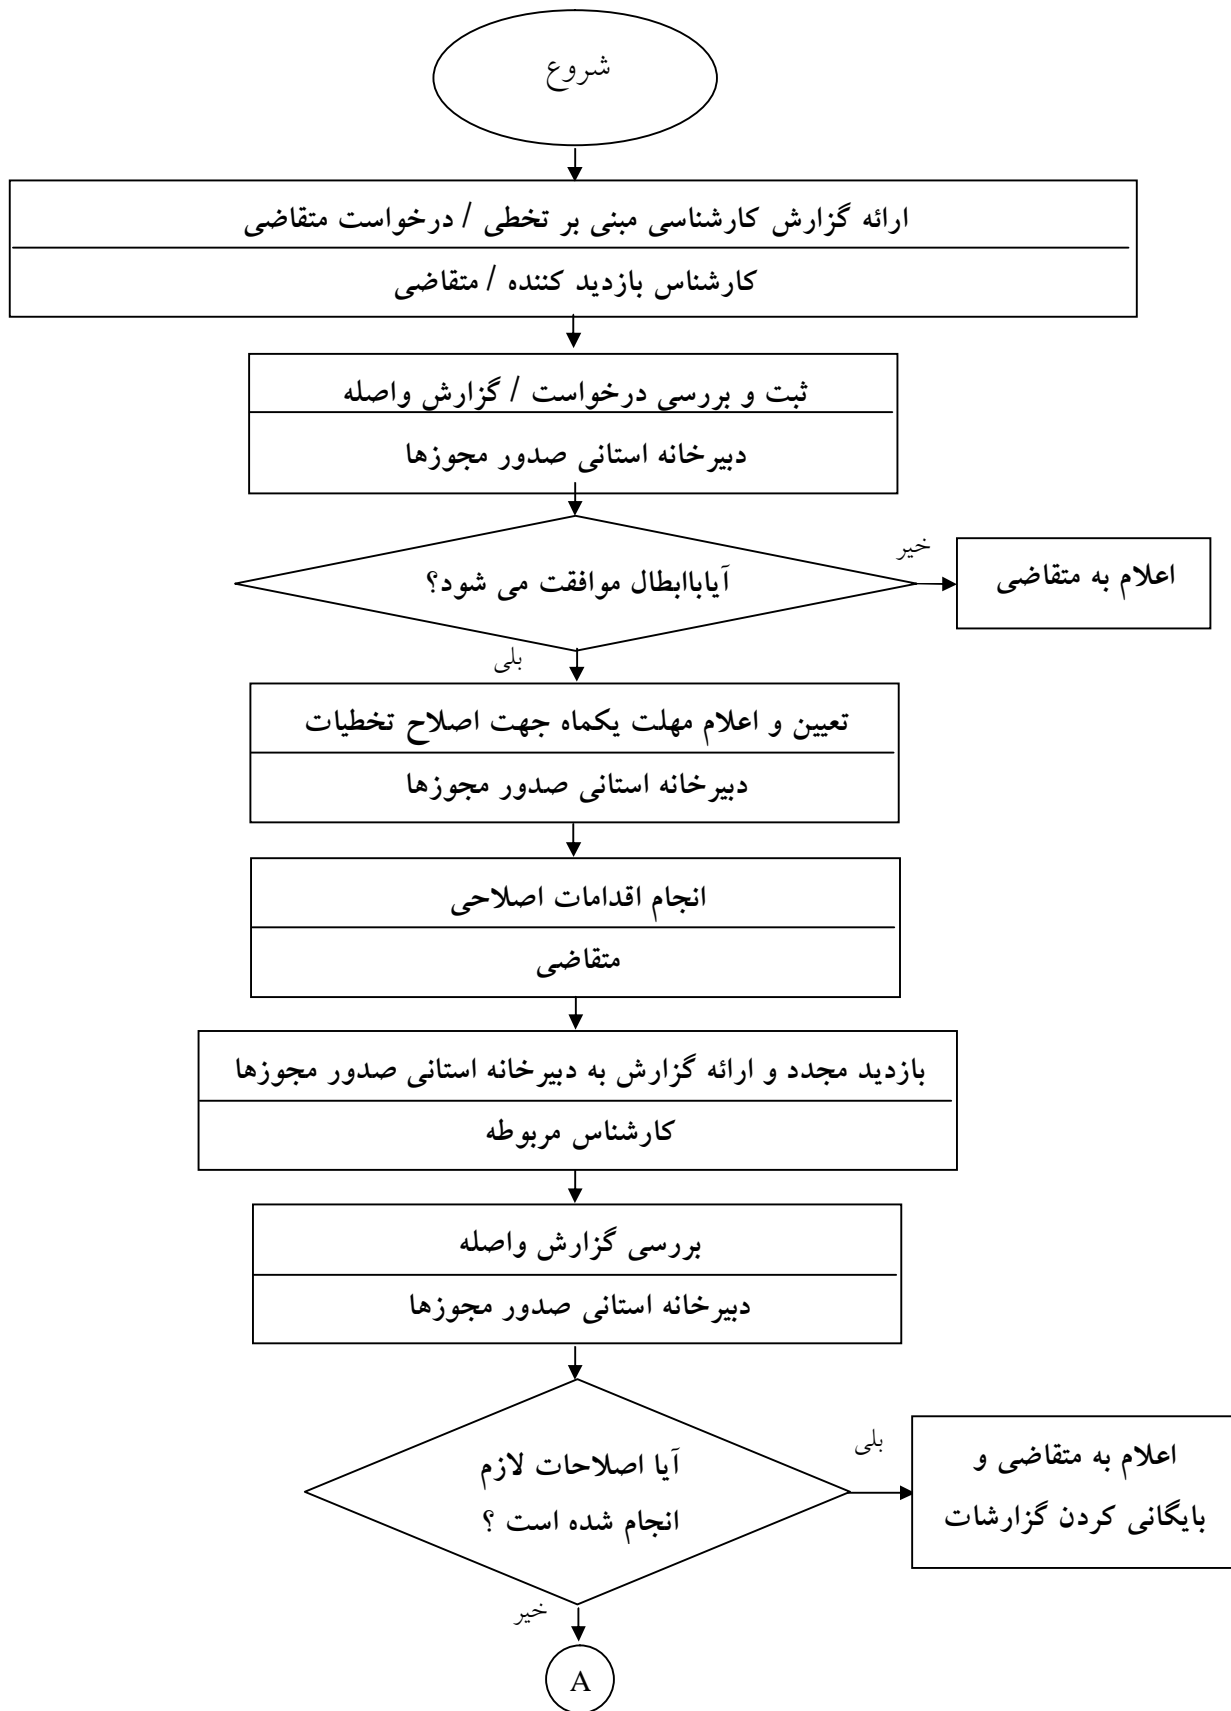 شروع
ارائه گزارش کارشناسی مبنی بر تخطی / درخواست متقاضی
کارشناس بازدید کننده / متقاضی
ثبت و بررسی درخواست / گزارش واصله
دبیرخانه استانی صدور مجوزها
آیاباابطال موافقت می شود؟
خیر
اعلام به متقاضی
بلی
تعیین و اعلام مهلت یکماه جهت اصلاح تخطیات
دبیرخانه استانی صدور مجوزها
انجام اقدامات اصلاحی
متقاضی
بازدید مجدد و ارائه گزارش به دبیرخانه استانی صدور مجوزها
کارشناس مربوطه
بررسی گزارش واصله
دبیرخانه استانی صدور مجوزها
آیا اصلاحات لازم
انجام شده است ؟
بلی
اعلام به متقاضی و
بایگانی کردن گزارشات
خیر
A